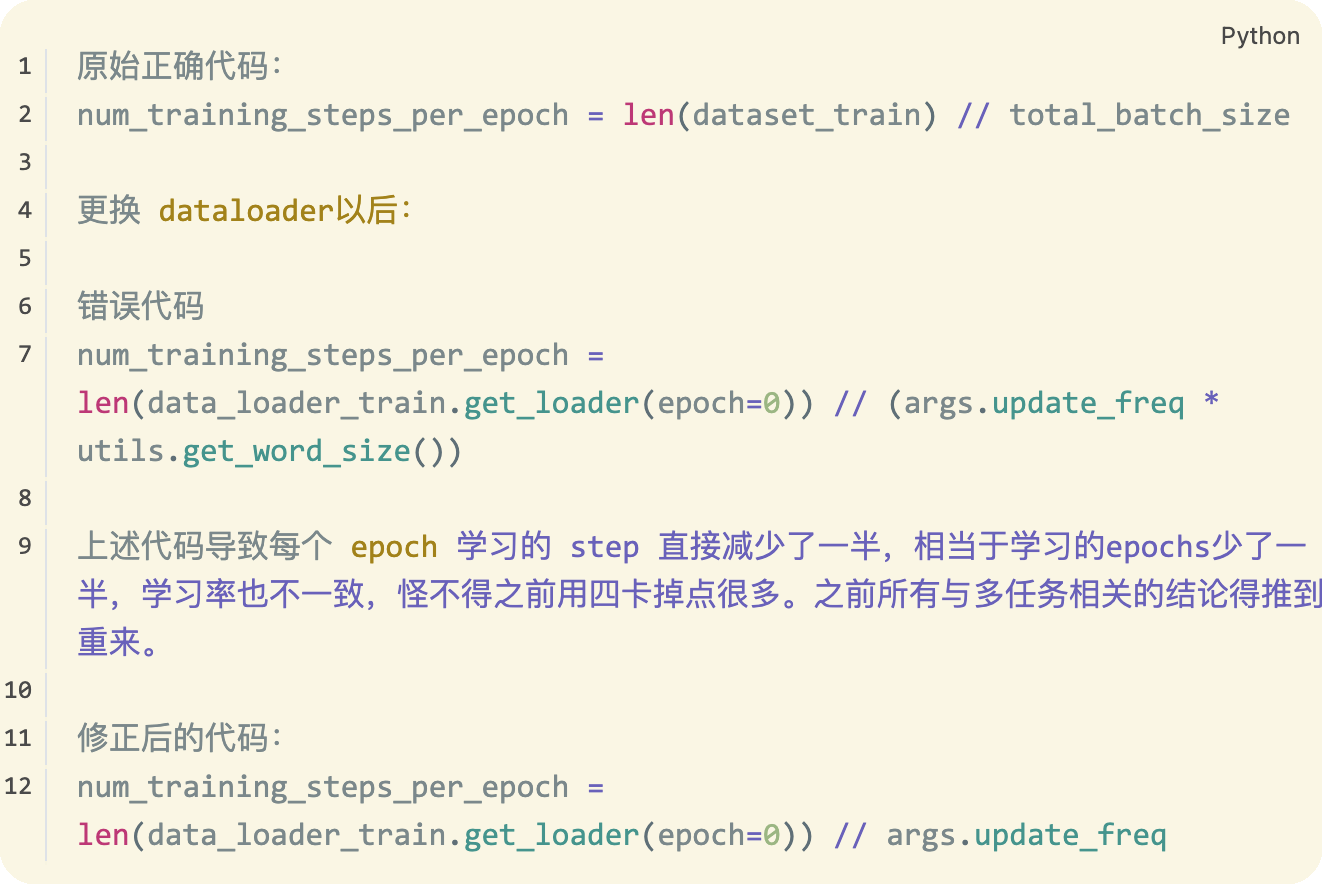 Python
1 原始正确代码：
2 num_training_steps_per_epoch = len(dataset_train) // total_batch_size
3
4 更换 dataloader以后：
5
6 错误代码
7 num_training_steps_per_epoch =
len(data_loader_train.get_loader(epoch=0)) // (args.update_freq *
utils.get_word_size())
8
9 上述代码导致每个 epoch 学习的 step 直接减少了一半，相当于学习的epochs少了一
半，学习率也不一致，怪不得之前用四卡掉点很多。之前所有与多任务相关的结论得推到
重来。
10
11 修正后的代码：
12 num_training_steps_per_epoch =
len(data_loader_train.get_loader(epoch=0)) // args.update_freq